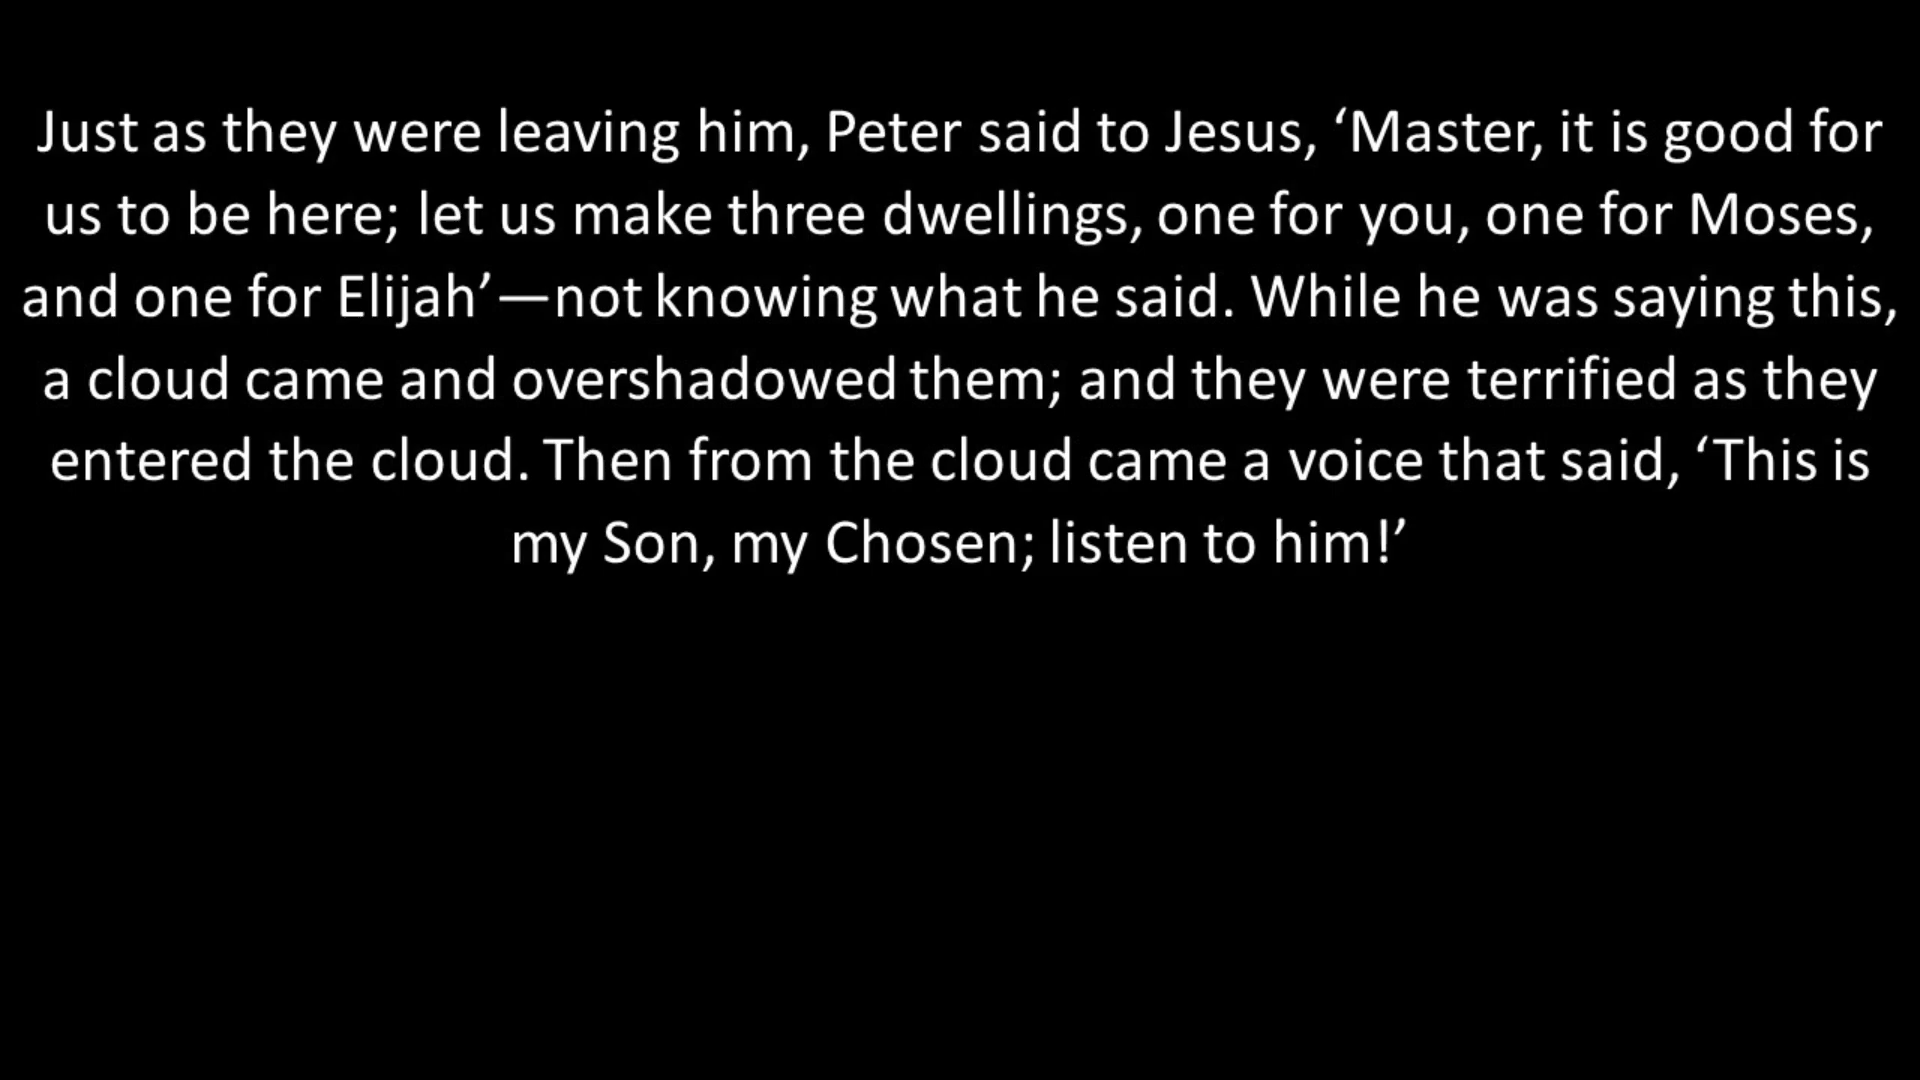 Just as they were leaving him, Peter said to Jesus, ‘Master, it is good for
us to be here; let us make three dwellings, one for you, one for Moses,
and one for Elijah’—not knowing what he said. While he was saying this,
a cloud came and overshadowed them; and they were terrified as they
entered the cloud. Then from the cloud came a voice that said, ‘This is
my Son, my Chosen; listen to him!’